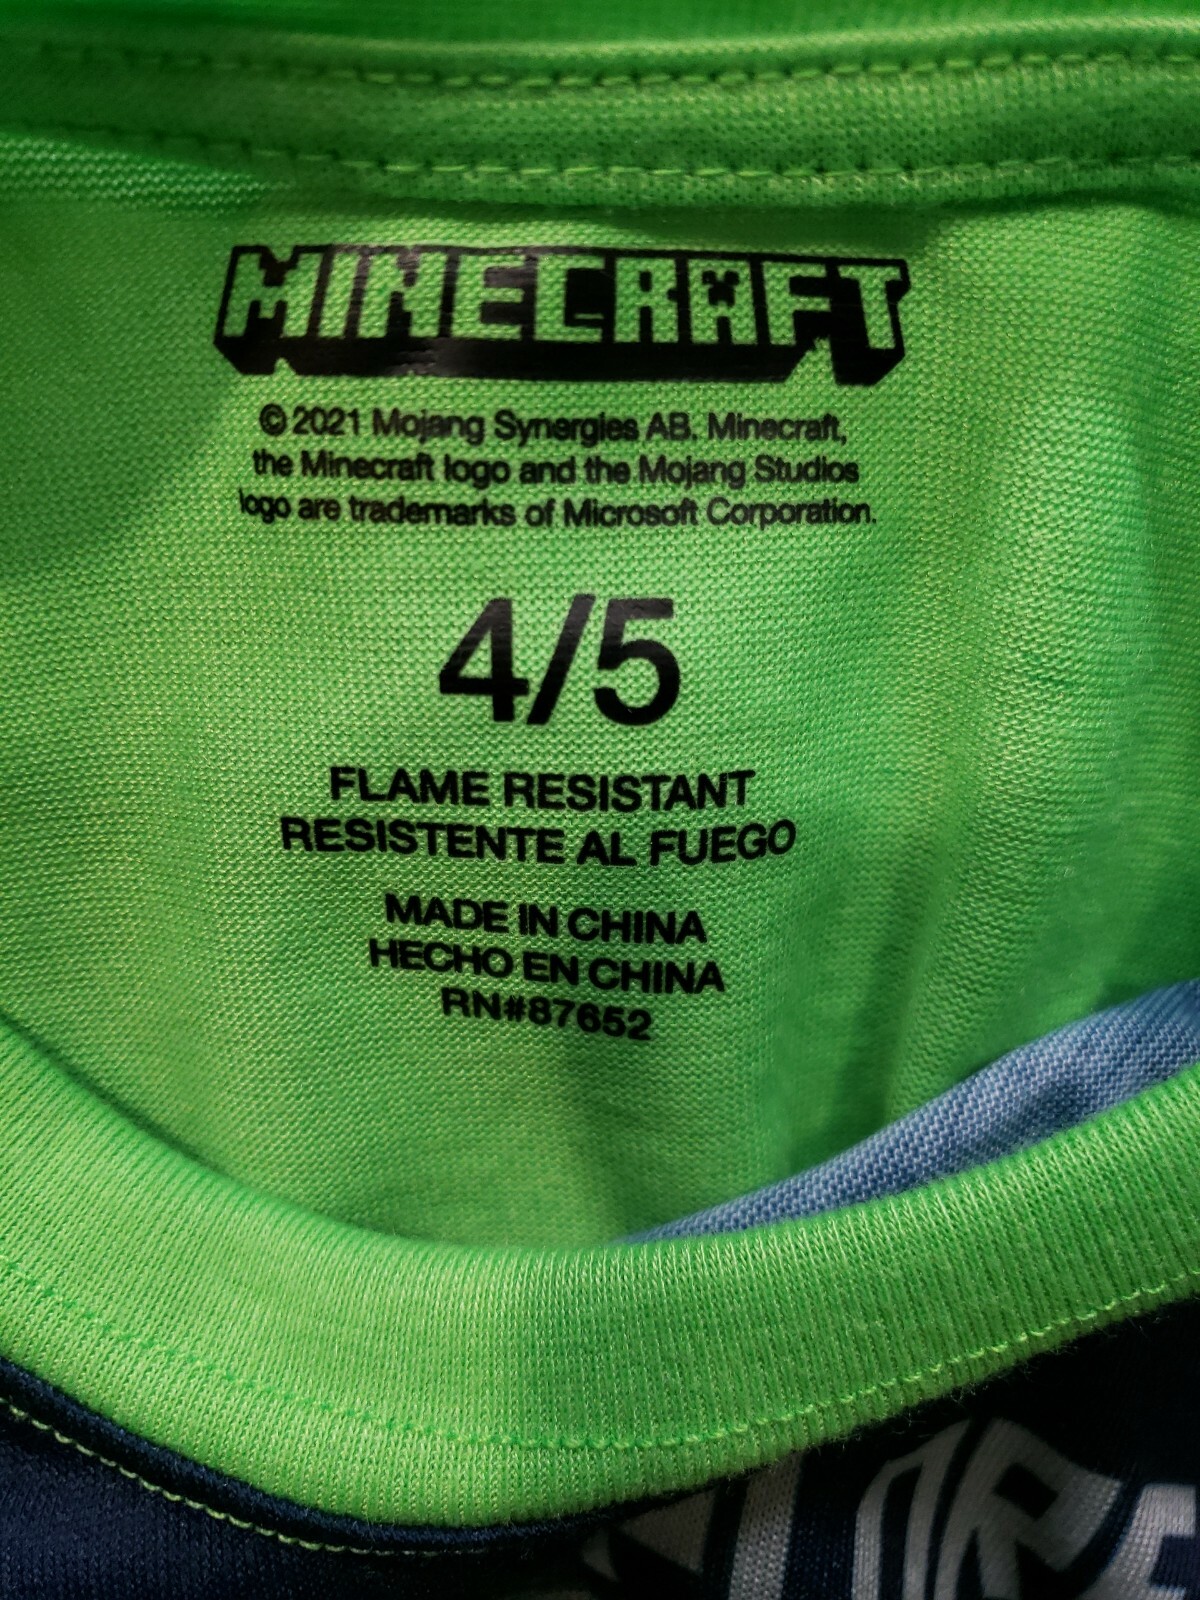 MINECRAFT
© 2021 Mojang Synergies AB. Minecraft,
the Minecraft logo and the Mojang Studios
logo are trademarks of Microsoft Corporation.
4/5
FLAME RESISTANT
RESISTENTE AL FUEGO
MADE IN CHINA
HECHO EN CHINA
RN#87652